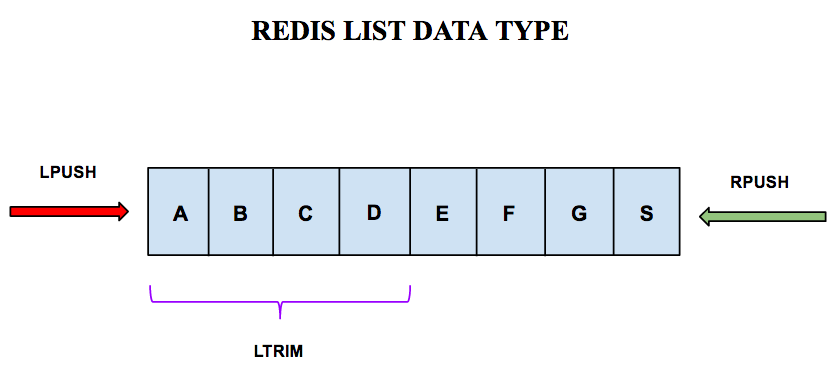 REDIS LIST DATA TYPE
LPUSH
RPUSH
A B C D E F G S
LTRIM